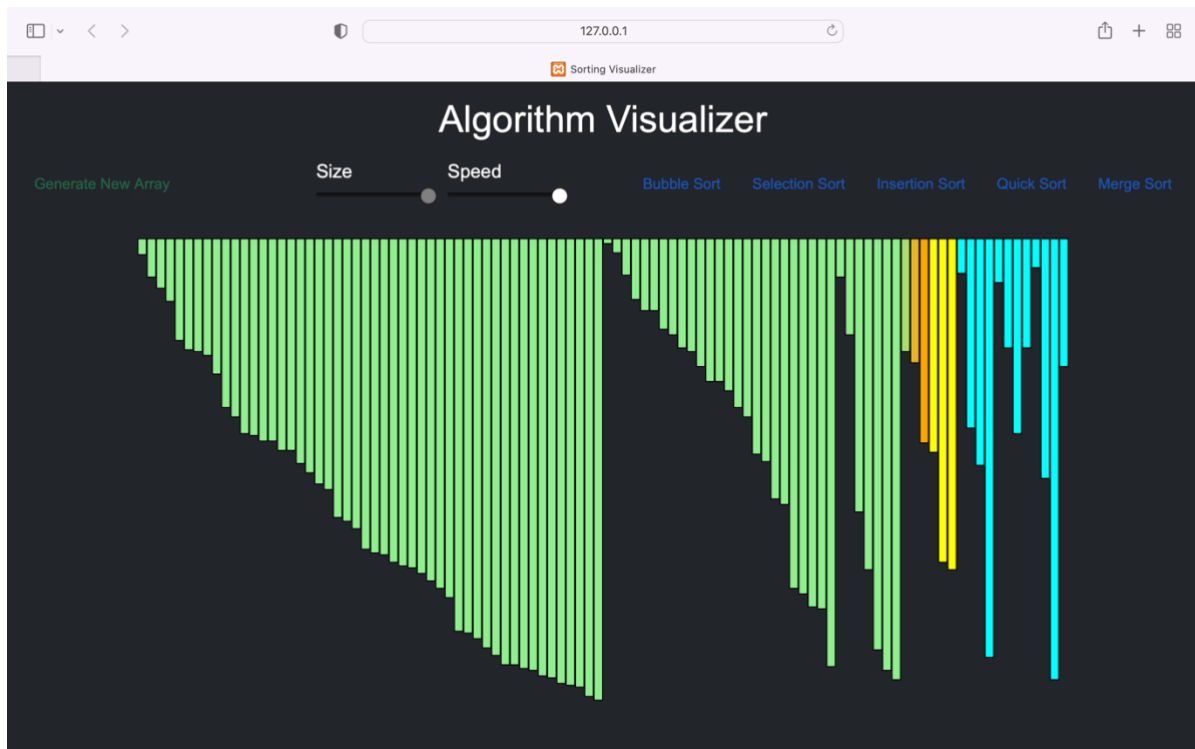 127.0.0.1
Sorting Visualizer
Algorithm Visualizer
Generate New Array
Size
Speed
Bubble Sort
Selection Sort
Insertion Sort
Quick Sort
Merge Sort